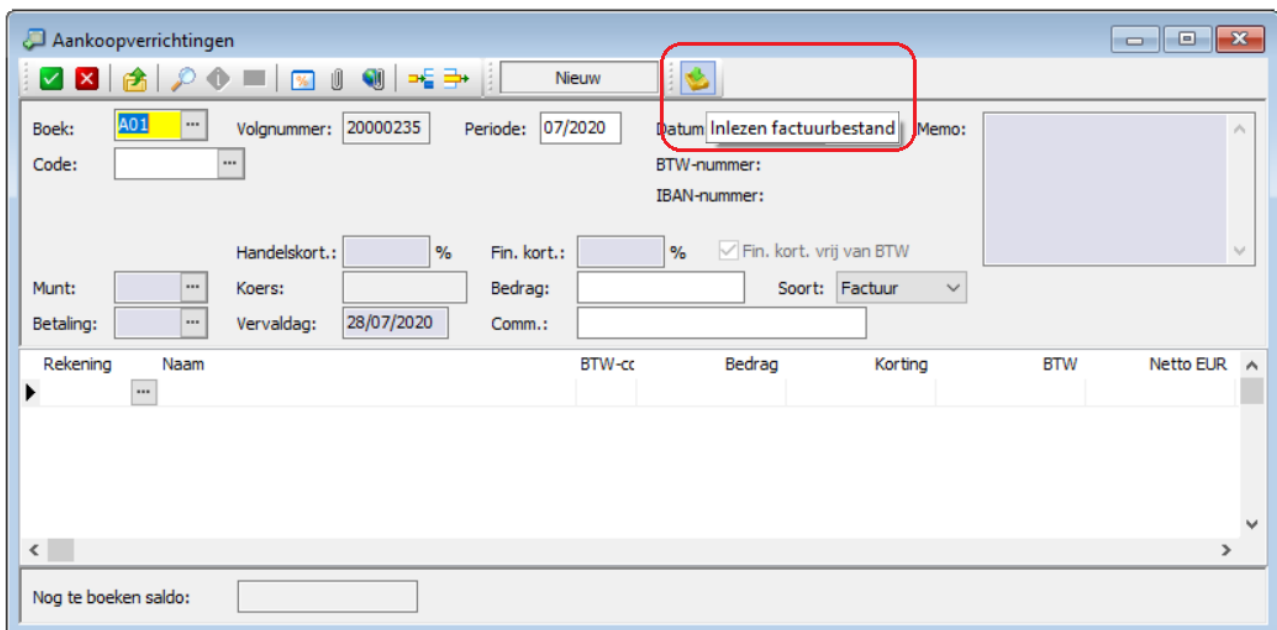 Aankoopverrichtingen
Nieuw
Boek: A01 ... Volgnummer: 20000235 Periode: 07/2020 Datum Inlezen factuurbestand Memo:
Code: ... BTW-nummer:
IBAN-nummer:
Handelskort.: % Fin. kort.: % Fin. kort. vrij van BTW
Munt: ... Koers: Bedrag: Soort: Factuur
Betaling: ... Vervaldag: 28/07/2020 Comm.:
Rekening Naam BTW-cc Bedrag Korting BTW Netto EUR
...
Nog te boeken saldo: